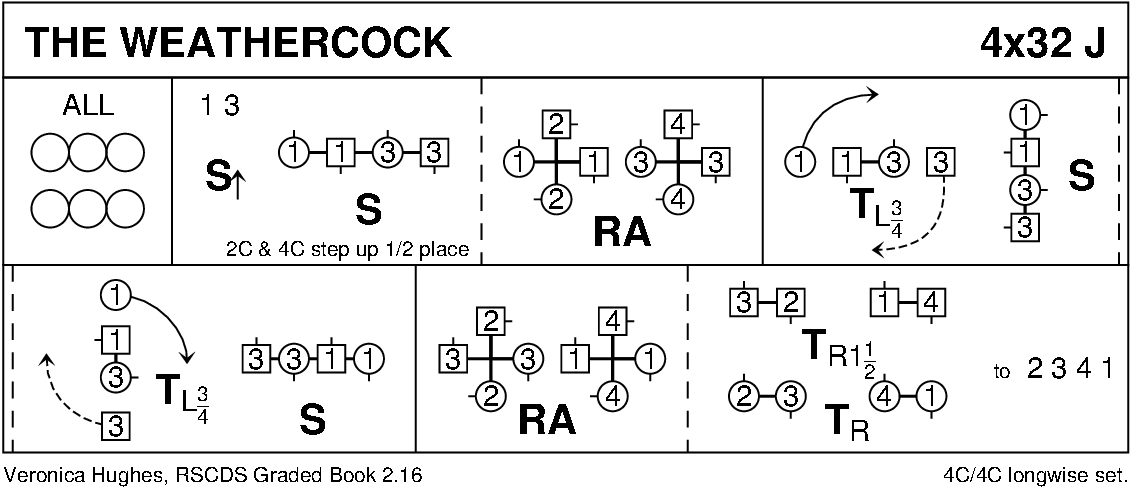 THE WEATHERCOCK 4x32 J
ALL
1 3
S
1 1 3 3
S
2C & 4C step up 1/2 place
2 4
1 1 3 3
2 4
RA
1 1 3 3
TL 3/4
1
1
3
3
S
1
1
3
3
TL 3/4
3 3 1 1
S
2 4
3 3 1 1
2 4
RA
3 2 1 4
TR1 1/2
2 3 4 1
TR
to 2 3 4 1
Veronica Hughes, RSCDS Graded Book 2.16
4C/4C longwise set.